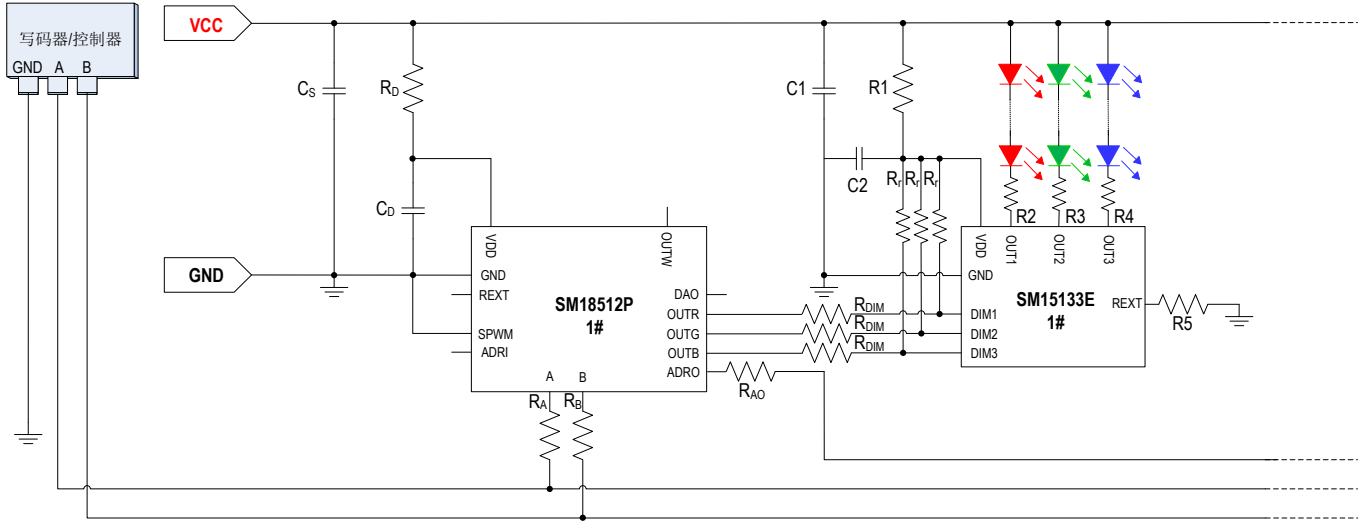 写码器/控制器
GND A B
VCC
GND
CS
RD
CD
C1
R1
C2
Rr Rr Rr
R2 R3 R4
VDD
OUTW
GND
REXT
SPWM
ADRI
A B
SM18512P
1#
DAO
OUTR
OUTG
OUTB
ADRO
RA RB
RAO
RDIM
RDIM
RDIM
VDD
OUT1
OUT2
OUT3
GND
DIM1
DIM2
DIM3
SM15133E
1#
REXT
R5